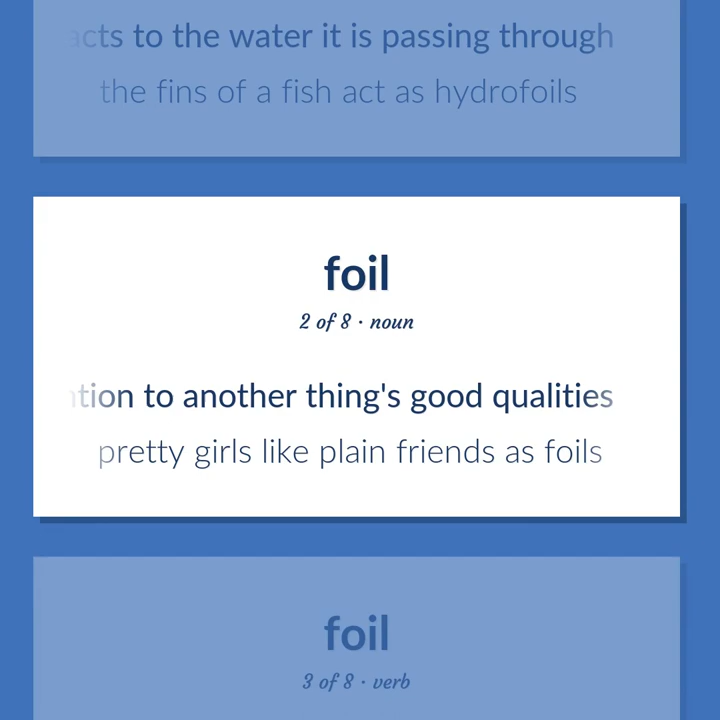 to the water it is passing through
the fins of a fish act as hydrofoils
foil
2 of 8 · noun
to another thing's good qualities
pretty girls like plain friends as foils
foil
3 of 8 · verb